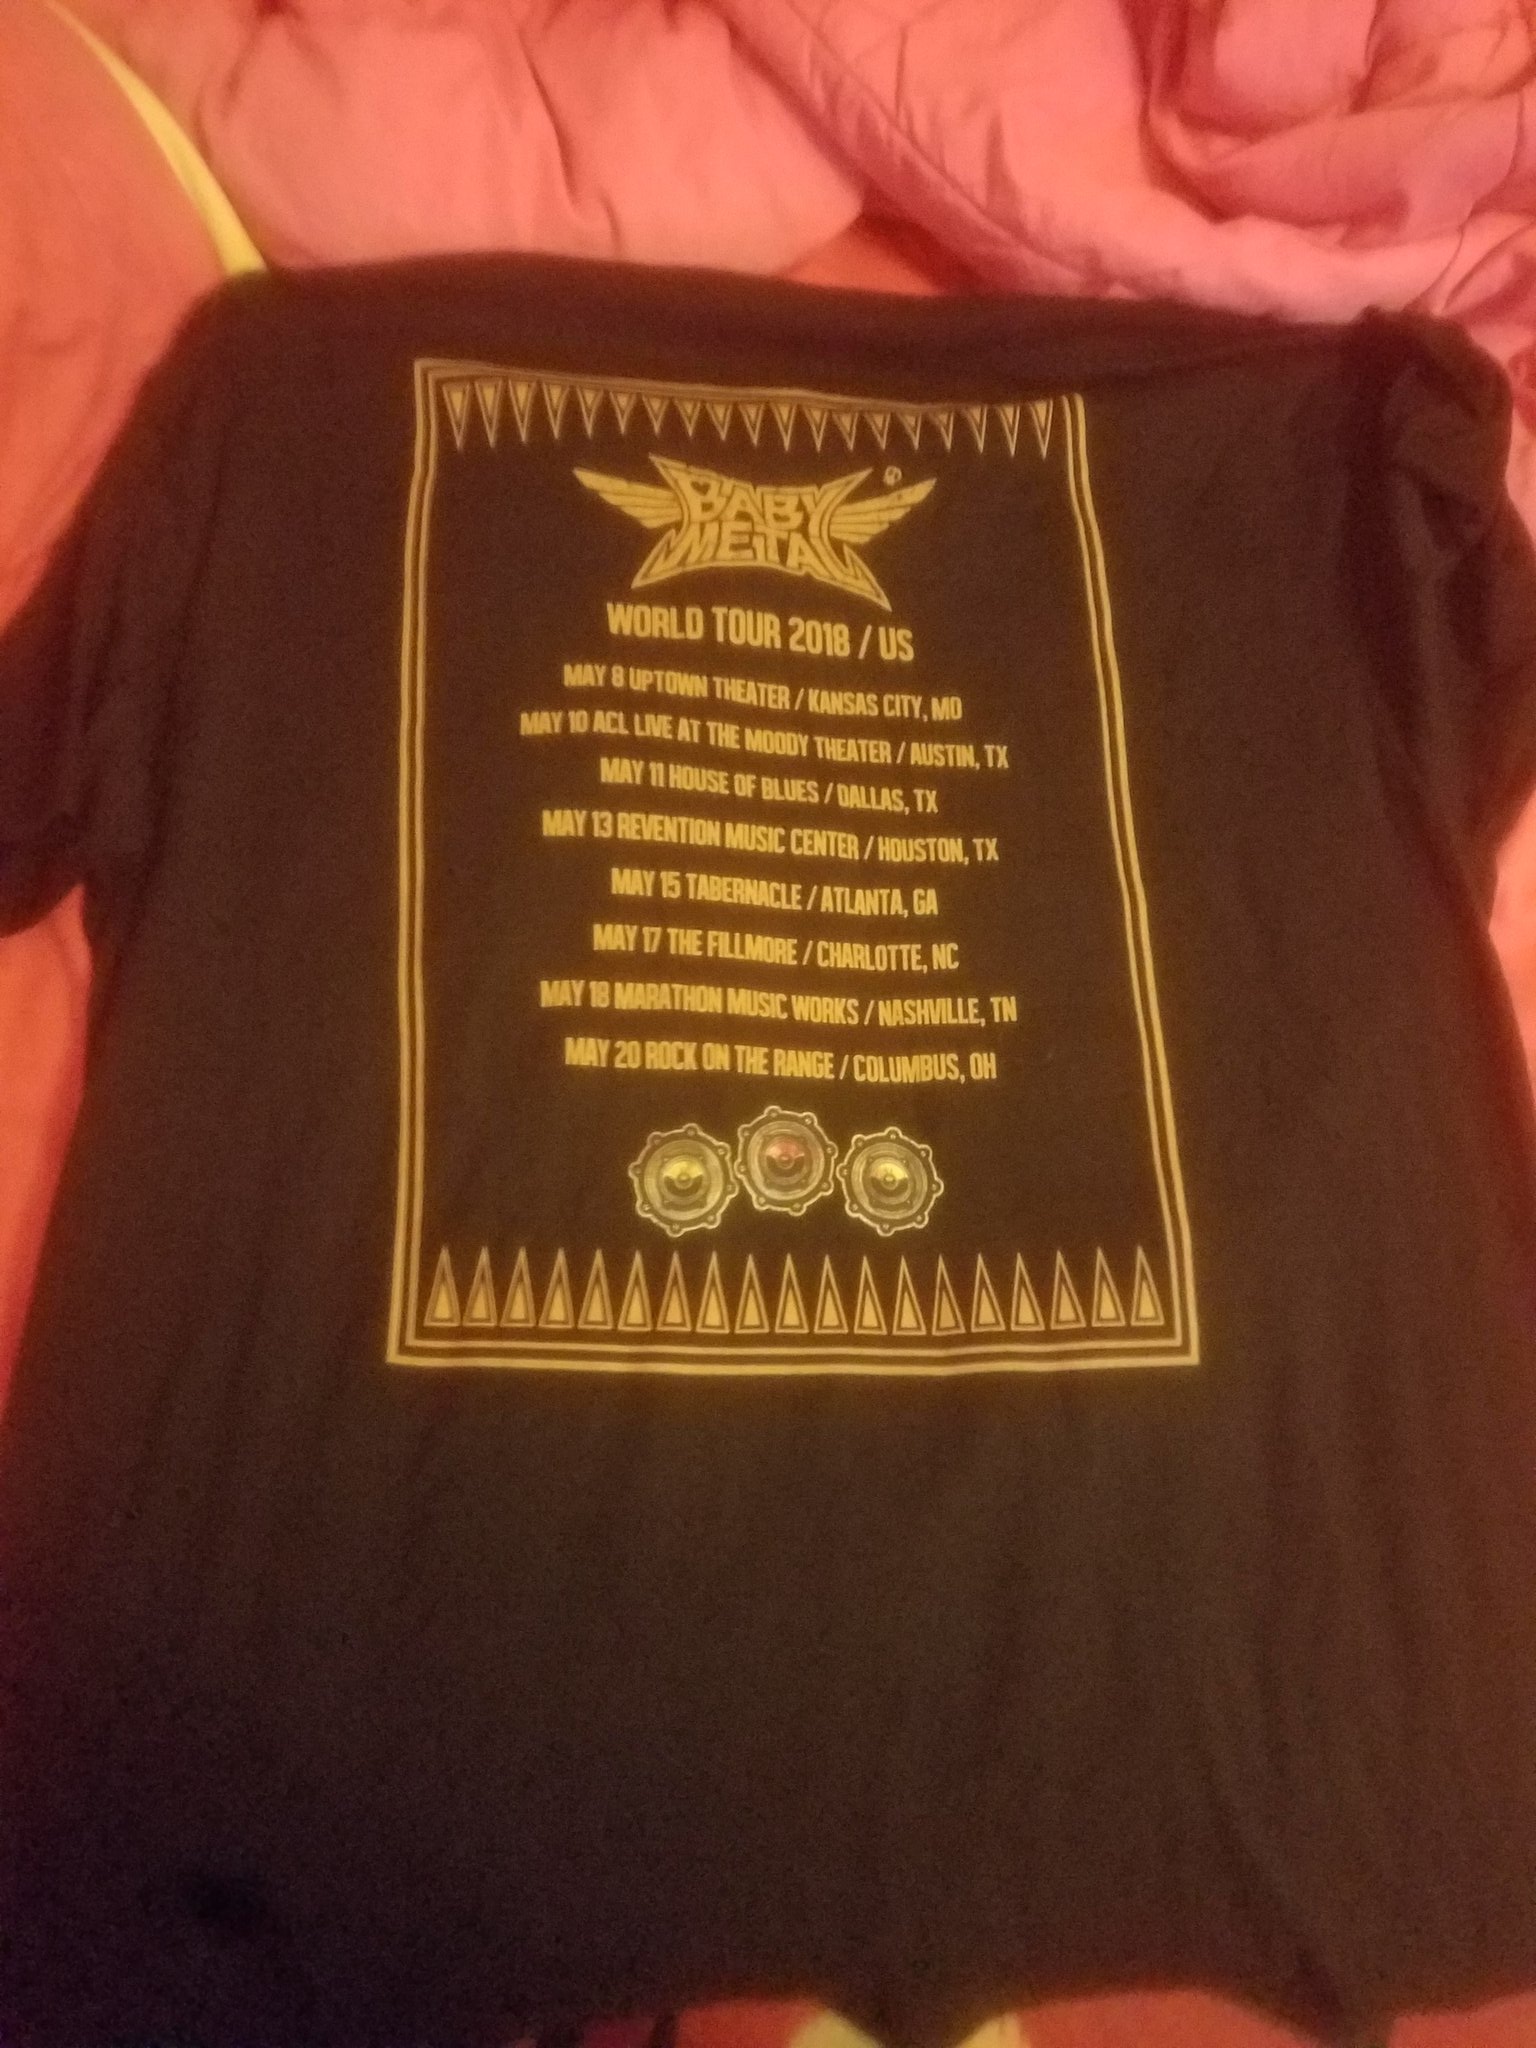 BABY
METAL
WORLD TOUR 2018 / US
MAY 8 UPTOWN THEATER / KANSAS CITY, MO
MAY 10 ACL LIVE AT THE MOODY THEATER / AUSTIN, TX
MAY 11 HOUSE OF BLUES / DALLAS, TX
MAY 13 REVENTION MUSIC CENTER / HOUSTON, TX
MAY 15 TABERNACLE / ATLANTA, GA
MAY 17 THE FILLMORE / CHARLOTTE, NC
MAY 18 MARATHON MUSIC WORKS / NASHVILLE, TN
MAY 20 ROCK ON THE RANGE / COLUMBUS, OH